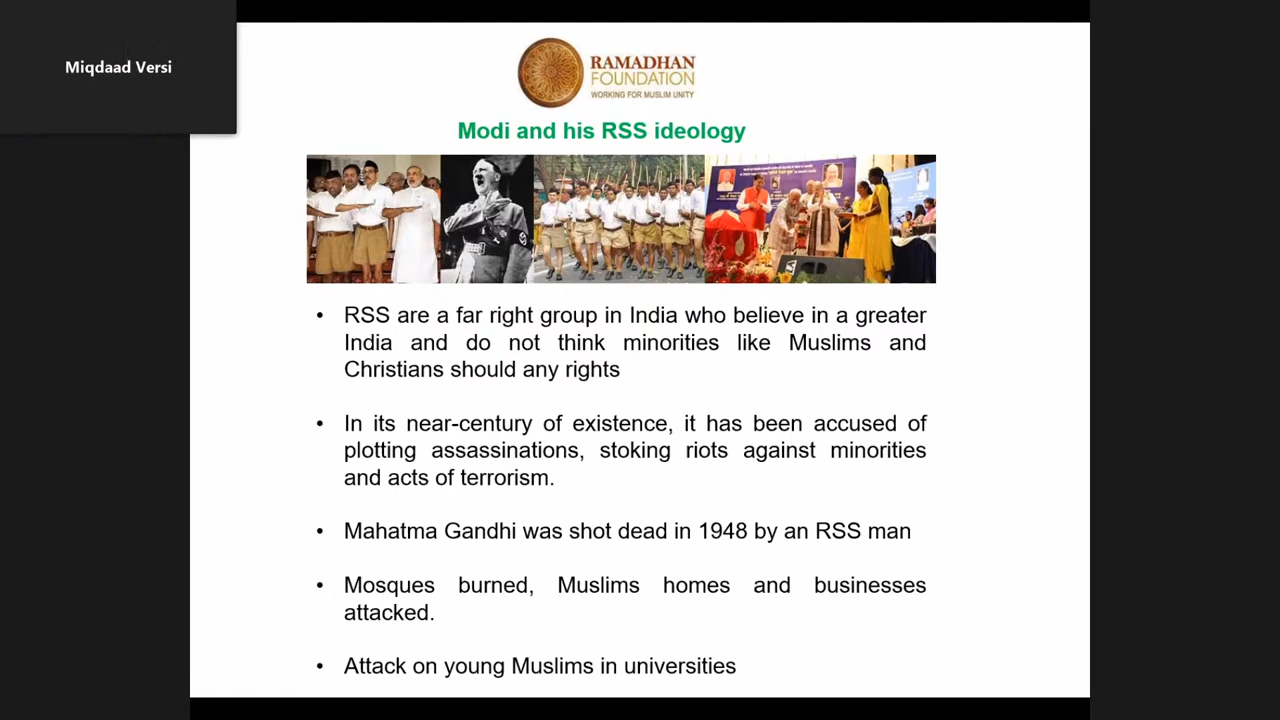 Miqdaad Versi
RAMADHAN
FOUNDATION
WORKING FOR MUSLIM UNITY
Modi and his RSS ideology
• RSS are a far right group in India who believe in a greater
India and do not think minorities like Muslims and
Christians should any rights
• In its near-century of existence, it has been accused of
plotting assassinations, stoking riots against minorities
and acts of terrorism.
• Mahatma Gandhi was shot dead in 1948 by an RSS man
• Mosques burned, Muslims homes and businesses
attacked.
• Attack on young Muslims in universities